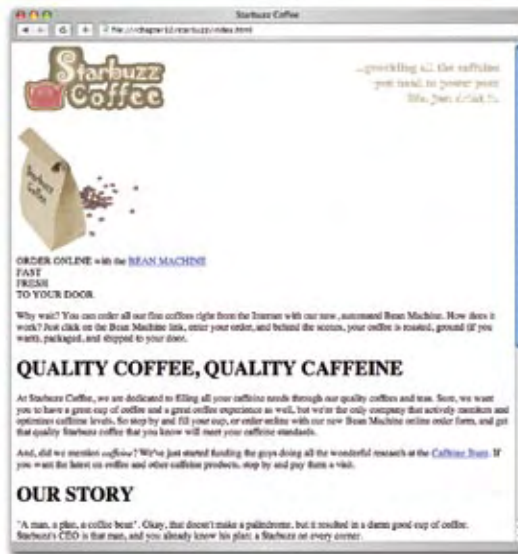 Starbuzz Coffee
file:///chapter12/starbuzz/index.html
Starbuzz
Coffee
...providing all the caffeine
you need to power your
life. Just drink it.
Starbuzz
Coffee
ORDER ONLINE with the BEAN MACHINE
FAST
FRESH
TO YOUR DOOR
Why wait? You can order all our fine coffees right from the Internet with our new, automated Bean Machine. How does it
work? Just click on the Bean Machine link, enter your order, and behind the scenes, your coffee is roasted, ground (if you
want), packaged, and shipped to your door.
QUALITY COFFEE, QUALITY CAFFEINE
At Starbuzz Coffee, we are dedicated to filling all your caffeine needs through our quality coffees and teas. Sure, we want
you to have a great cup of coffee and a great coffee experience as well, but we're the only company that actively monitors and
optimizes caffeine levels. So stop by and fill your cup, or order online with our new Bean Machine online order form, and get
that quality Starbuzz coffee that you know will meet your caffeine standards.
And, did we mention caffeine? We've just started funding the guys doing all the wonderful research at the Caffeine Buzz. If
you want the latest on coffee and other caffeine products, stop by and pay them a visit.
OUR STORY
"A man, a plan, a coffee bean". Okay, that doesn't make a palindrome, but it resulted in a damn good cup of coffee.
Starbuzz's CEO is that man, and you already know his plan: a Starbuzz on every corner.